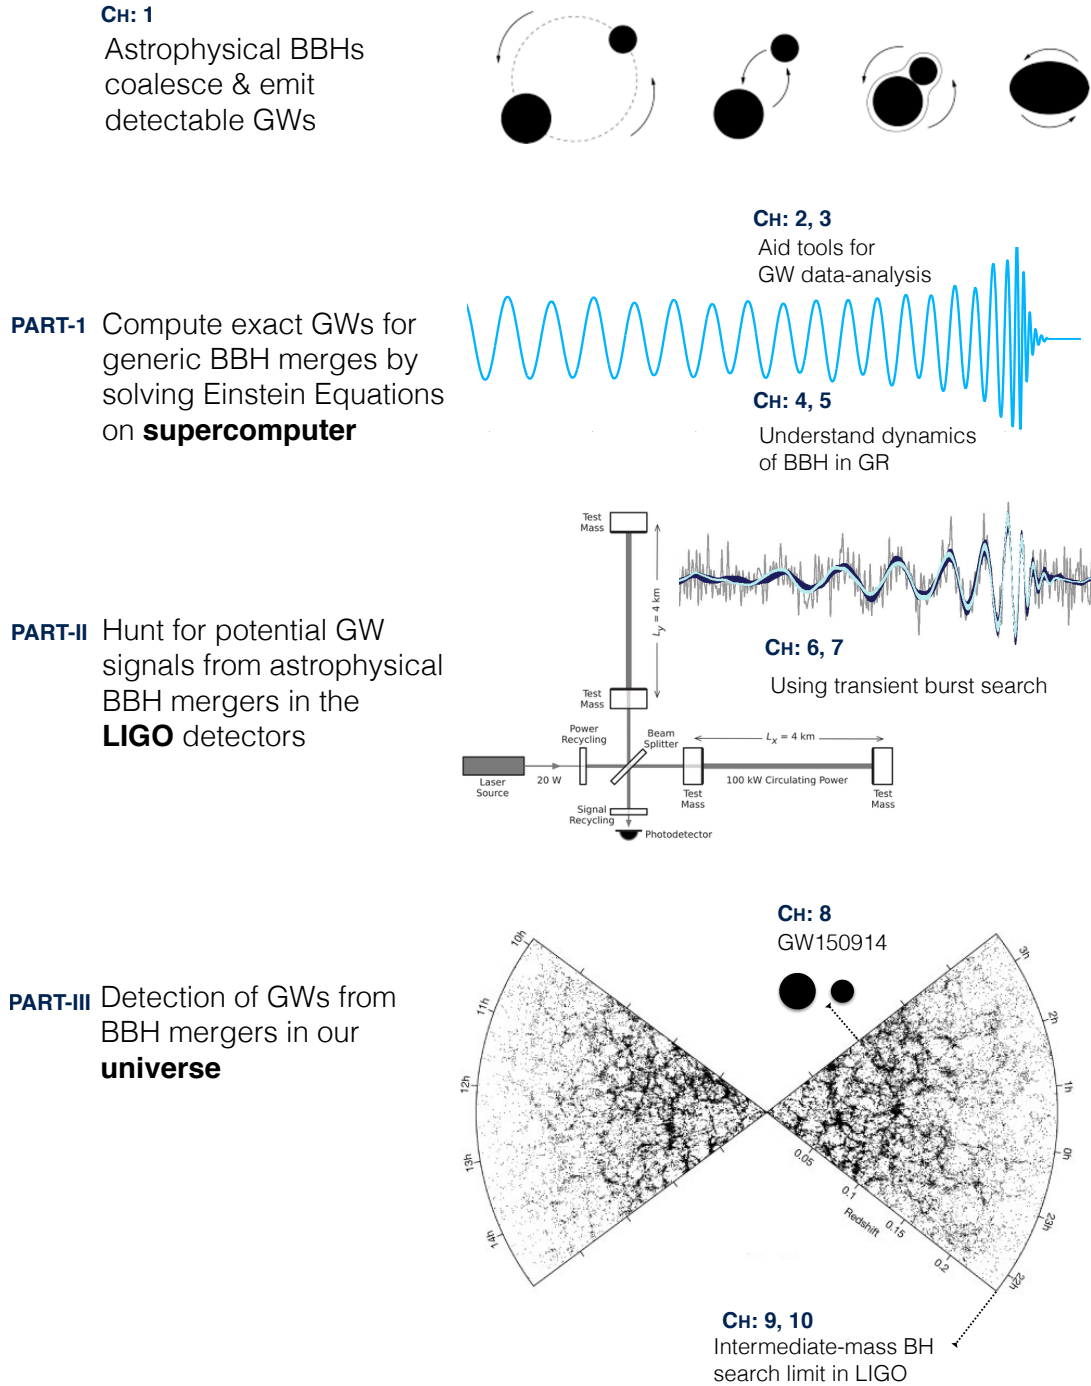 CH: 1
Astrophysical BBHs
coalesce & emit
detectable GWs
CH: 2, 3
Aid tools for
GW data-analysis
PART-1
Compute exact GWs for
generic BBH merges by
solving Einstein Equations
on supercomputer
CH: 4, 5
Understand dynamics
of BBH in GR
PART-II
Hunt for potential GW
signals from astrophysical
BBH mergers in the
LIGO detectors
Test
Mass
Ly = 4 km
Test
Mass
Power
Recycling
Beam
Splitter
Lx = 4 km
Laser
Source
20 W
100 kW Circulating Power
Test
Mass
Test
Mass
Signal
Recycling
Photodetector
CH: 6, 7
Using transient burst search
PART-III
Detection of GWs from
BBH mergers in our
universe
CH: 8
GW150914
10h
11h
12h
13h
14h
3h
2h
1h
0h
23h
22h
0.05
0.1
0.15
0.2
Redshift
CH: 9, 10
Intermediate-mass BH
search limit in LIGO